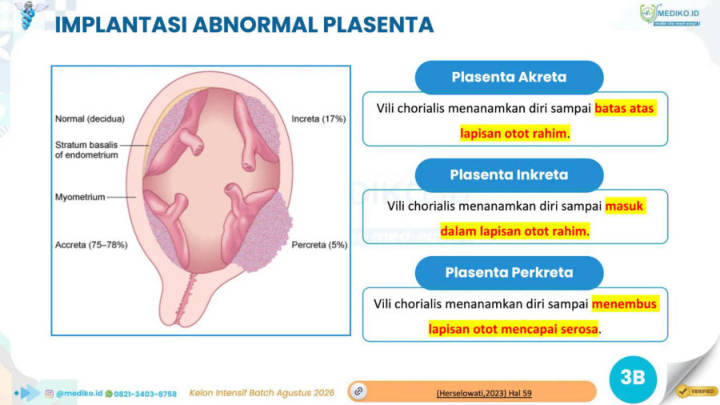 IMPLANTASI ABNORMAL PLASENTA
MEDIKO.ID
Normal (decidua)
Stratum basalis
of endometrium
Myometrium
Accreta (75–78%)
Increta (17%)
Percreta (5%)
Plasenta Akreta
Vili chorialis menanamkan diri sampai batas atas
lapisan otot rahim.
Plasenta Inkreta
Vili chorialis menanamkan diri sampai masuk
dalam lapisan otot rahim.
Plasenta Perkreta
Vili chorialis menanamkan diri sampai menembus
lapisan otot mencapai serosa.
3B
@mediko.id 0821-3403-8758
Kelon Intensif Batch Agustus 2026
(Herselowati,2023) Hal 59
VERIFIED